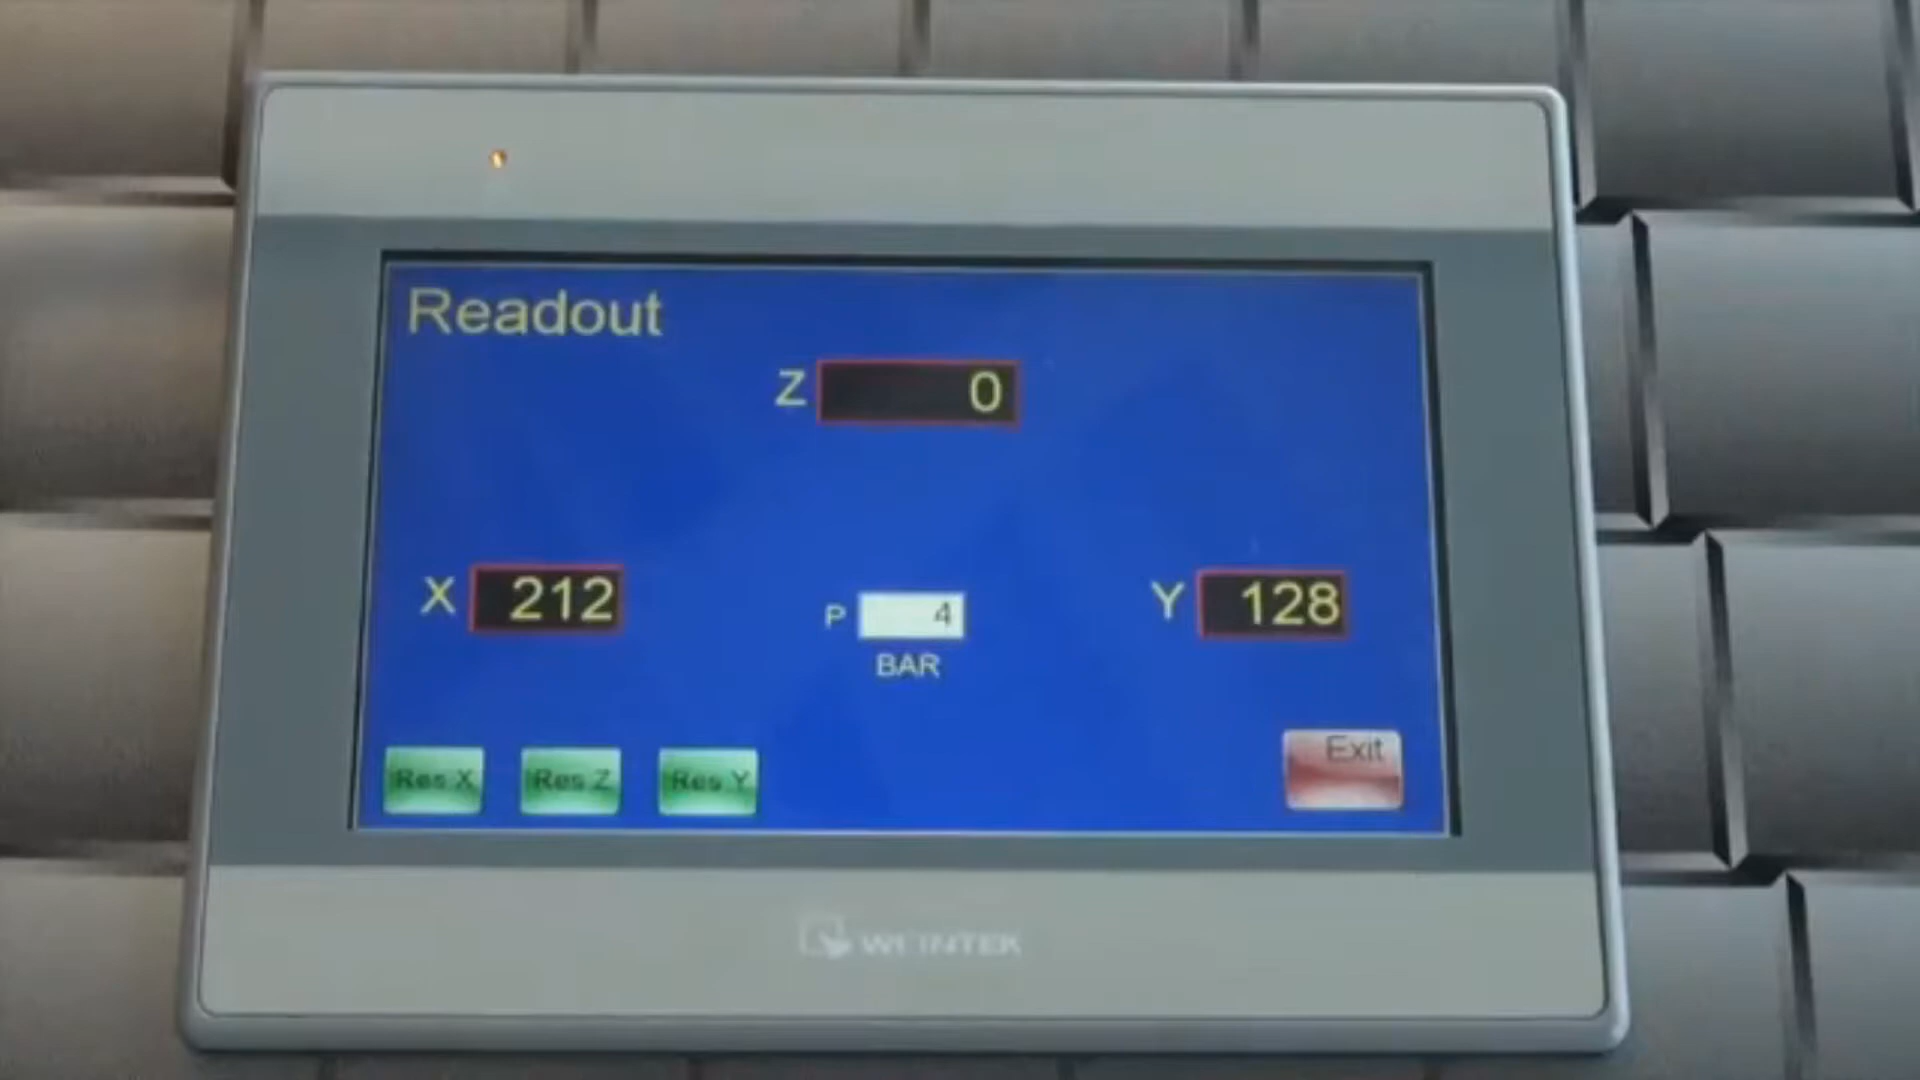 Readout
Z 0
X 212
P 4
Y 128
BAR
Res X
Res Z
Res Y
Exit
WEINTEK